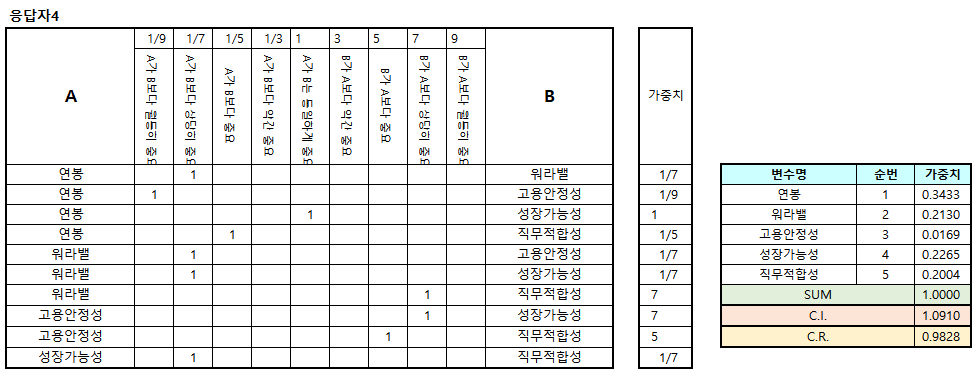 응답자4
A 1/9 1/7 1/5 1/3 1 3 5 7 9 B 가중치
A가 B보다 월등히 중요
A가 B보다 상당히 중요
A가 B보다 중요
A가 B보다 약간 중요
A가 B는 동일하게 중요
B가 A보다 약간 중요
B가 A보다 중요
B가 A보다 상당히 중요
B가 A보다 월등히 중요
연봉 1 워라밸 1/7
연봉 1 고용안정성 1/9
연봉 1 성장가능성 1
연봉 1 직무적합성 1/5
워라밸 1 고용안정성 1/7
워라밸 1 성장가능성 1/7
워라밸 1 직무적합성 7
고용안정성 1 성장가능성 7
고용안정성 1 직무적합성 5
성장가능성 1 직무적합성 1/7
변수명 순번 가중치
연봉 1 0.3433
워라밸 2 0.2130
고용안정성 3 0.0169
성장가능성 4 0.2265
직무적합성 5 0.2004
SUM 1.0000
C.I. 1.0910
C.R. 0.9828